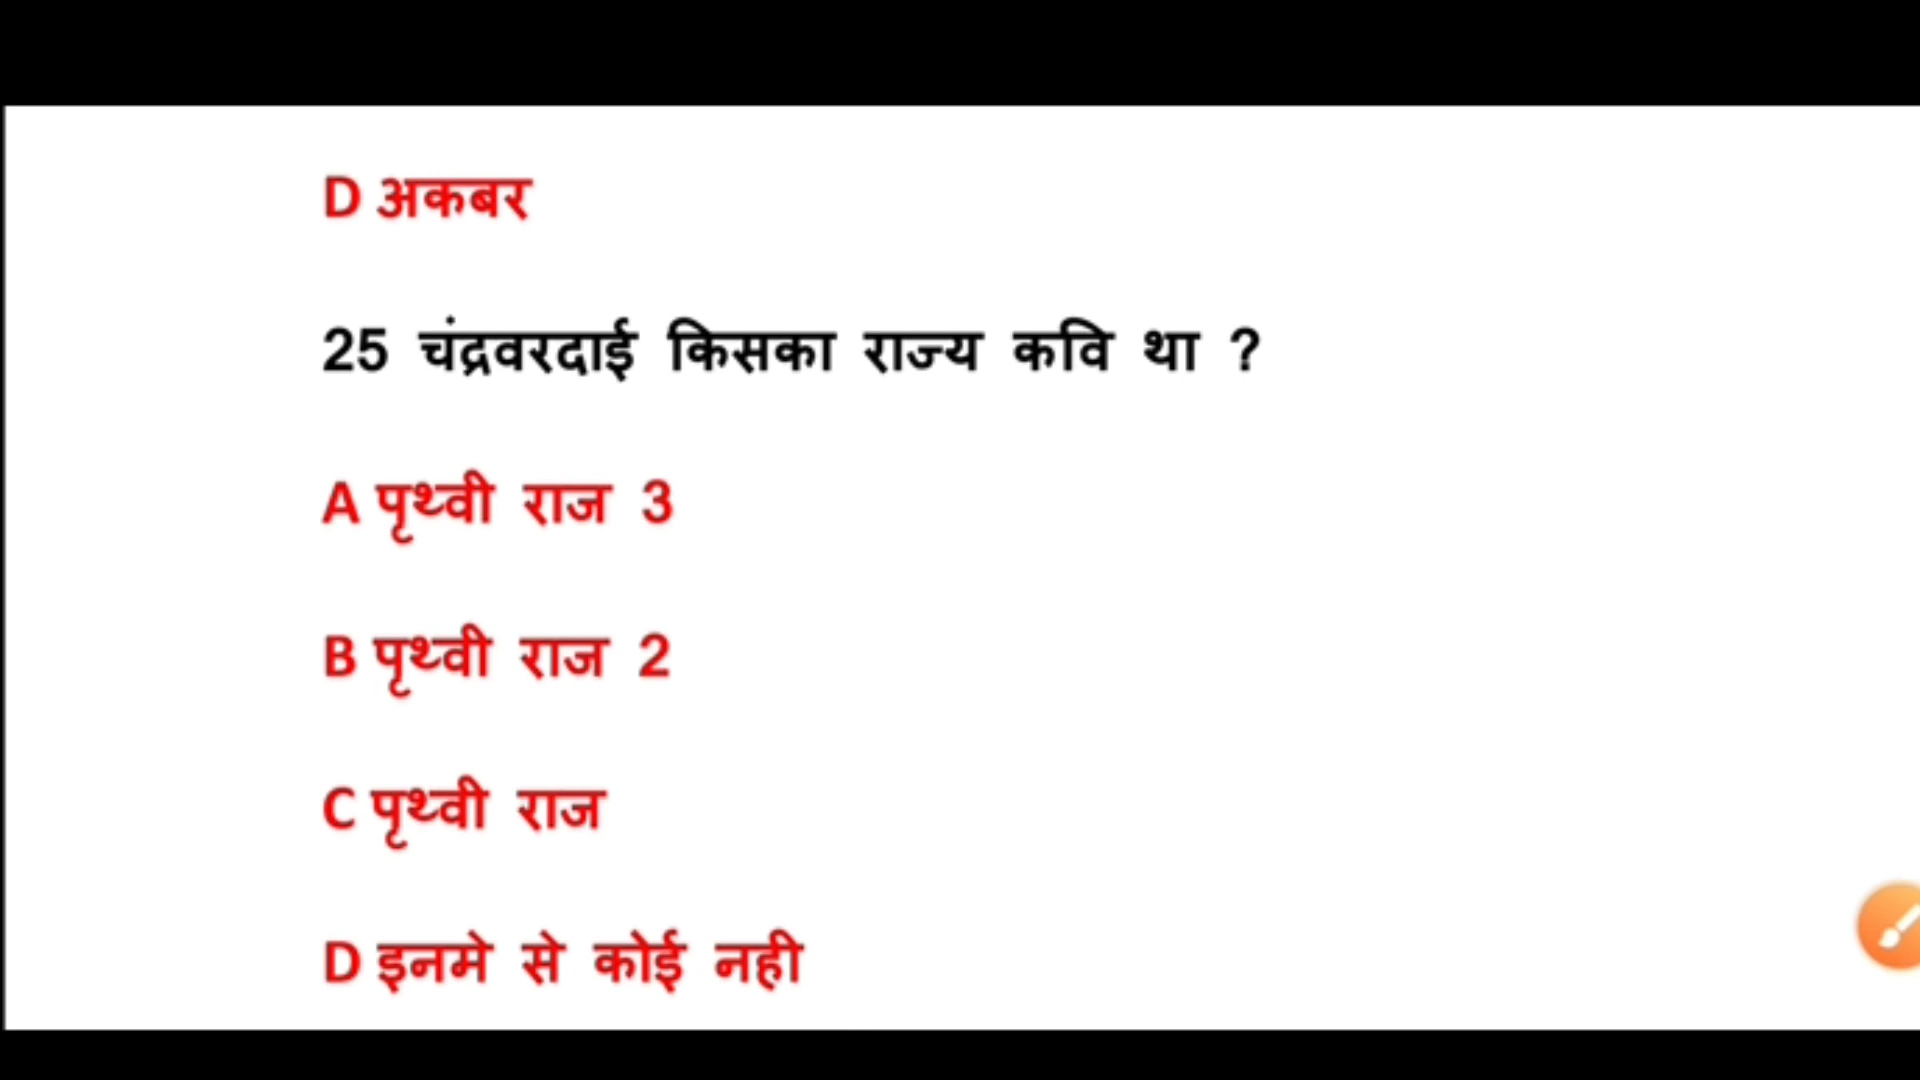 D अकबर
25 चंद्रवरदाई किसका राज्य कवि था ?
A पृथ्वी राज 3
B पृथ्वी राज 2
C पृथ्वी राज
D इनमे से कोई नही